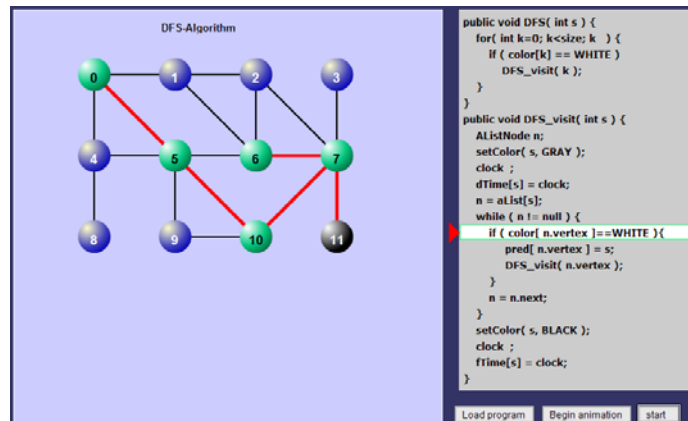 DFS-Algorithm
0 1 2 3
4 5 6 7
8 9 10 11
public void DFS( int s ) {
for( int k=0; k<size; k ) {
if ( color[k] == WHITE )
DFS_visit( k );
}
}
public void DFS_visit( int s ) {
AListNode n;
setColor( s, GRAY );
clock ;
dTime[s] = clock;
n = aList[s];
while ( n != null ) {
if ( color[ n.vertex ]==WHITE ){
pred[ n.vertex ] = s;
DFS_visit( n.vertex );
}
n = n.next;
}
setColor( s, BLACK );
clock ;
fTime[s] = clock;
}
Load program Begin animation start